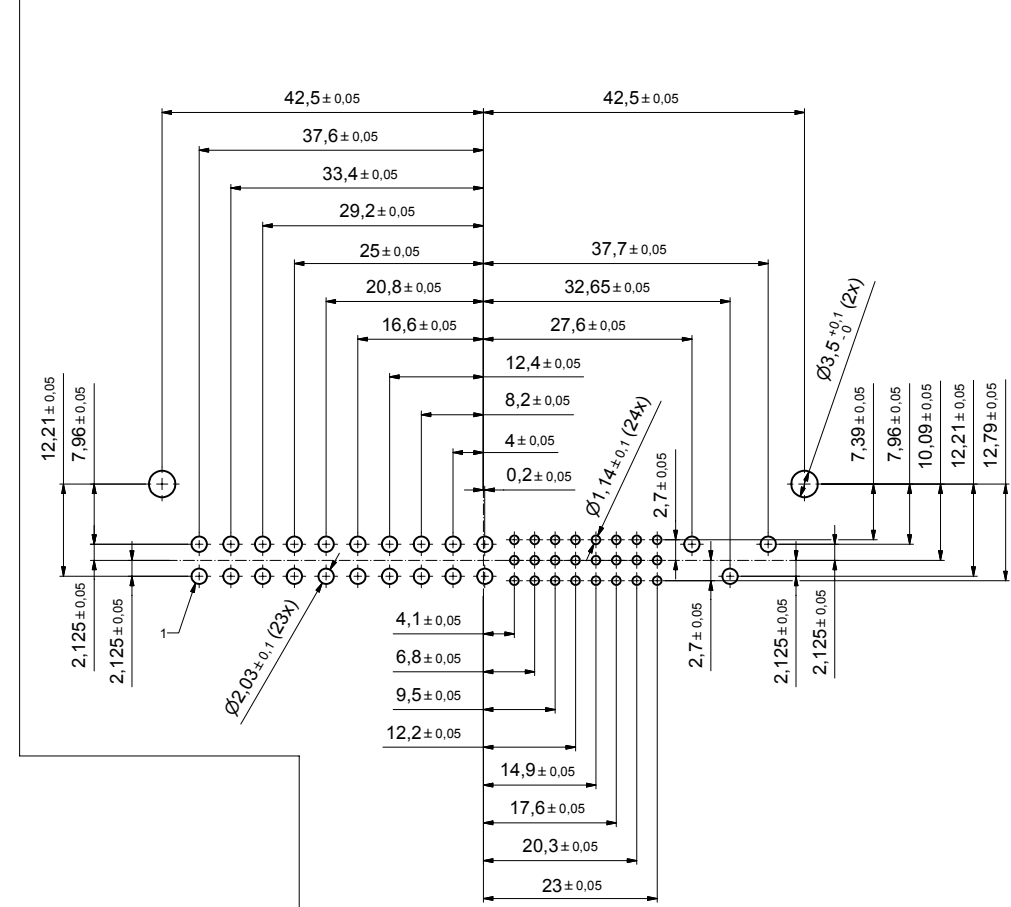 42,5 ± 0,05
42,5 ± 0,05
37,6 ± 0,05
33,4 ± 0,05
29,2 ± 0,05
25 ± 0,05
37,7 ± 0,05
20,8 ± 0,05
32,65 ± 0,05
16,6 ± 0,05
27,6 ± 0,05
Ø3,5 +0,1 -0 (2x)
12,4 ± 0,05
8,2 ± 0,05
4 ± 0,05
0,2 ± 0,05
12,21 ± 0,05
7,96 ± 0,05
Ø1,14 ± 0,1 (24x)
2,7 ± 0,05
7,39 ± 0,05
7,96 ± 0,05
10,09 ± 0,05
12,21 ± 0,05
12,79 ± 0,05
2,125 ± 0,05
2,125 ± 0,05
1
Ø2,03 ± 0,1 (23x)
4,1 ± 0,05
6,8 ± 0,05
9,5 ± 0,05
12,2 ± 0,05
2,7 ± 0,05
2,125 ± 0,05
2,125 ± 0,05
14,9 ± 0,05
17,6 ± 0,05
20,3 ± 0,05
23 ± 0,05